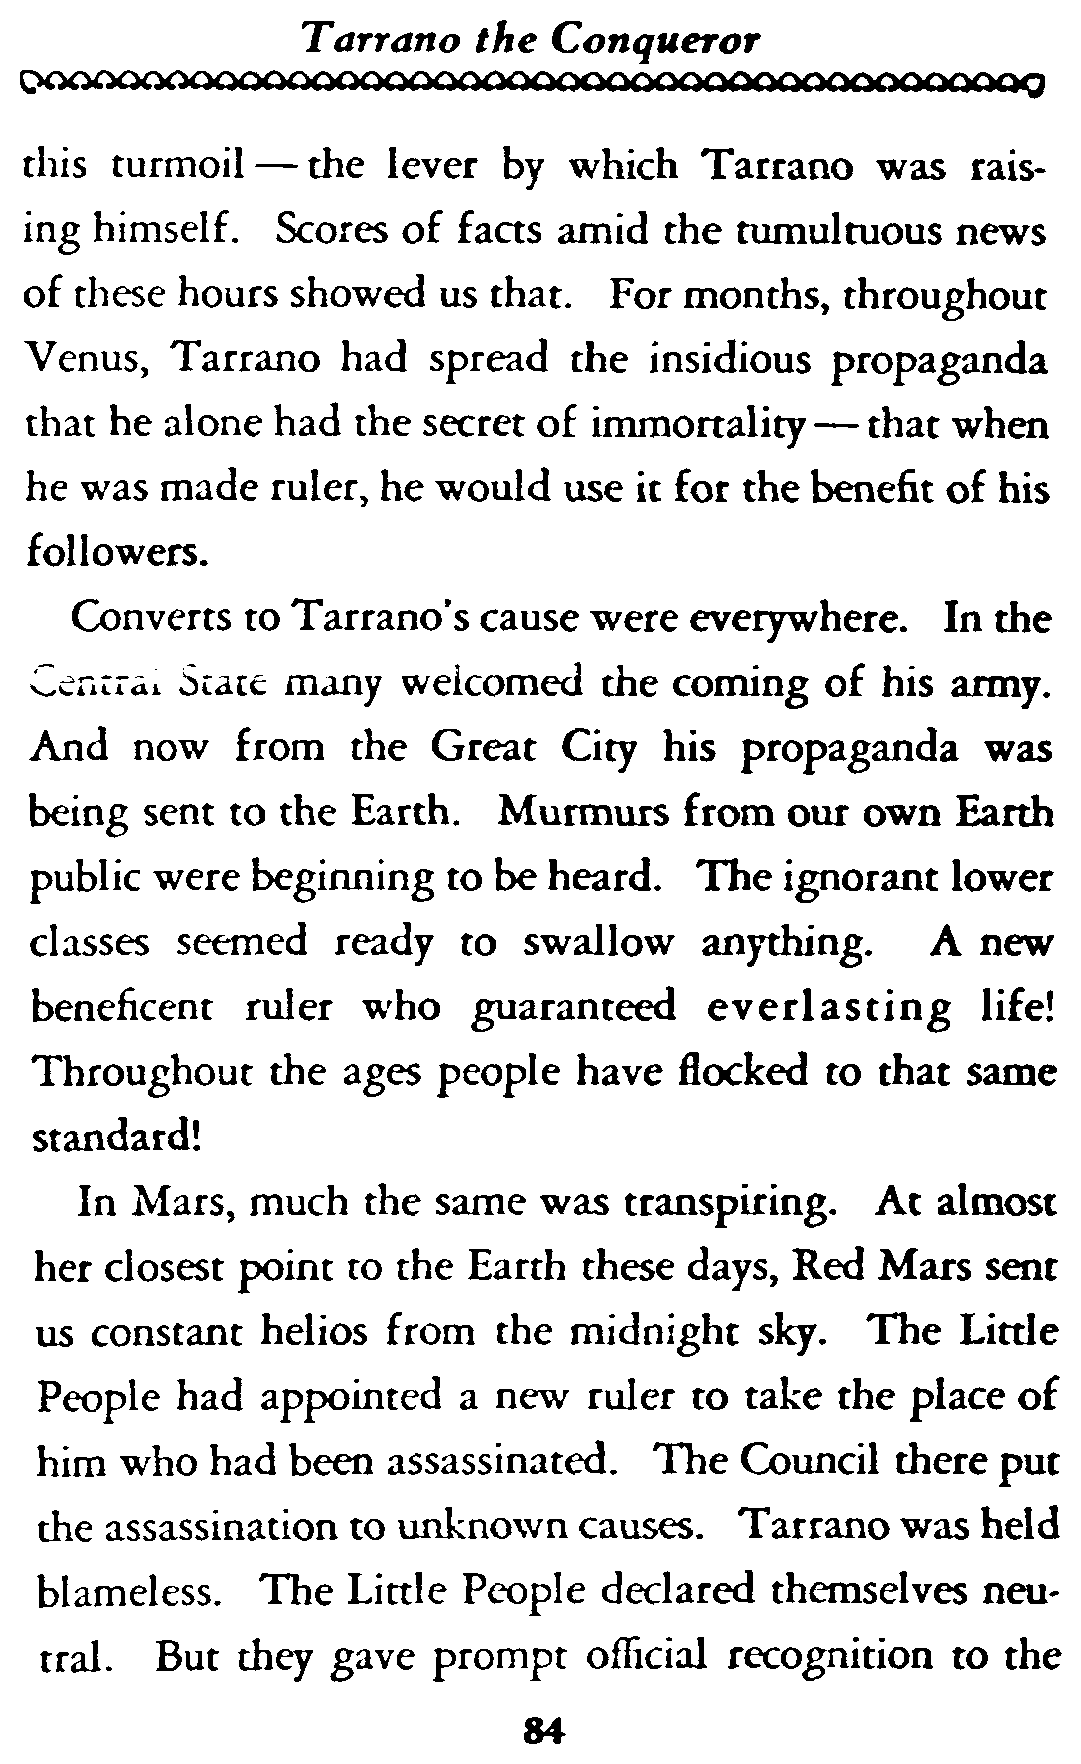 Tarrano the Conqueror
this turmoil — the lever by which Tarrano was rais-
ing himself. Scores of facts amid the tumultuous news
of these hours showed us that. For months, throughout
Venus, Tarrano had spread the insidious propaganda
that he alone had the secret of immortality — that when
he was made ruler, he would use it for the benefit of his
followers.
Converts to Tarrano's cause were everywhere. In the
Central State many welcomed the coming of his army.
And now from the Great City his propaganda was
being sent to the Earth. Murmurs from our own Earth
public were beginning to be heard. The ignorant lower
classes seemed ready to swallow anything. A new
beneficent ruler who guaranteed everlasting life!
Throughout the ages people have flocked to that same
standard!
In Mars, much the same was transpiring. At almost
her closest point to the Earth these days, Red Mars sent
us constant helios from the midnight sky. The Little
People had appointed a new ruler to take the place of
him who had been assassinated. The Council there put
the assassination to unknown causes. Tarrano was held
blameless. The Little People declared themselves neu-
tral. But they gave prompt official recognition to the
84